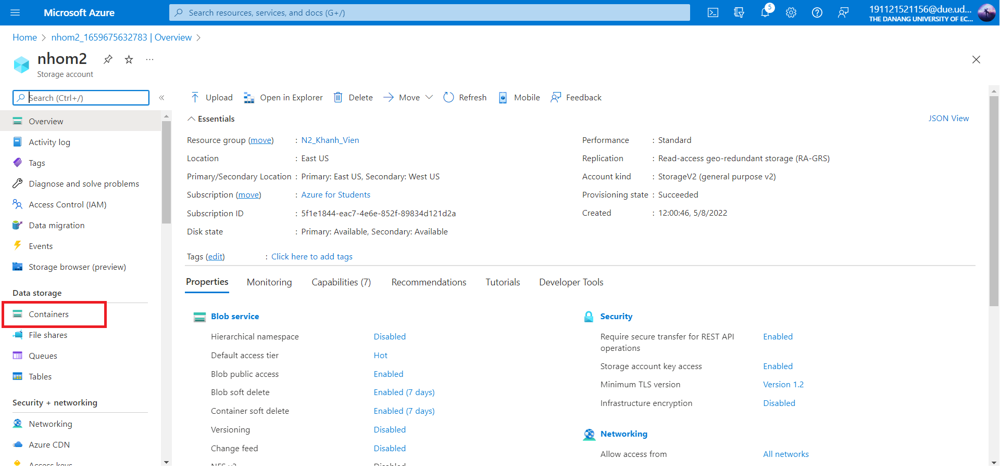 Microsoft Azure
Search resources, services, and docs (G+/)
5
191121521156@due.ud...
THE DANANG UNIVERSITY OF EC...
Home > nhom2_1659675632783 | Overview >
nhom2
Storage account
Search (Ctrl+/)
«
Upload
Open in Explorer
Delete
Move
Refresh
Mobile
Feedback
Overview
Activity log
Tags
Diagnose and solve problems
Access Control (IAM)
Data migration
Events
Storage browser (preview)
Data storage
Containers
File shares
Queues
Tables
Security + networking
Networking
Azure CDN
Access keys
Essentials
JSON View
Resource group (move) : N2_Khanh_Vien
Location : East US
Primary/Secondary Location : Primary: East US, Secondary: West US
Subscription (move) : Azure for Students
Subscription ID : 5f1e1844-eac7-4e6e-852f-89834d121d2a
Disk state : Primary: Available, Secondary: Available
Performance : Standard
Replication : Read-access geo-redundant storage (RA-GRS)
Account kind : StorageV2 (general purpose v2)
Provisioning state : Succeeded
Created : 12:00:46, 5/8/2022
Tags (edit) : Click here to add tags
Properties
Monitoring
Capabilities (7)
Recommendations
Tutorials
Developer Tools
Blob service
Hierarchical namespace Disabled
Default access tier Hot
Blob public access Enabled
Blob soft delete Enabled (7 days)
Container soft delete Enabled (7 days)
Versioning Disabled
Change feed Disabled
NFS v3 Disabled
Security
Require secure transfer for REST API Enabled
operations
Storage account key access Enabled
Minimum TLS version Version 1.2
Infrastructure encryption Disabled
Networking
Allow access from All networks